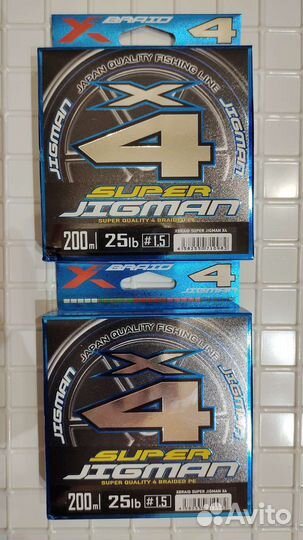 X BRAID 4
JAPAN QUALITY FISHING LINE
JIGMAN JIGMAN
X
4
SUPER
JIGMAN
SUPER QUALITY 4 BRAIDED PE
200m 25lb #1.5
XBRAID SUPER JIGMAN X4
X BRAID 4
JAPAN QUALITY FISHING LINE
JIGMAN JIGMAN
X
4
SUPER
JIGMAN
SUPER QUALITY 4 BRAIDED PE
200m 25lb #1.5
XBRAID SUPER JIGMAN X4
Avito